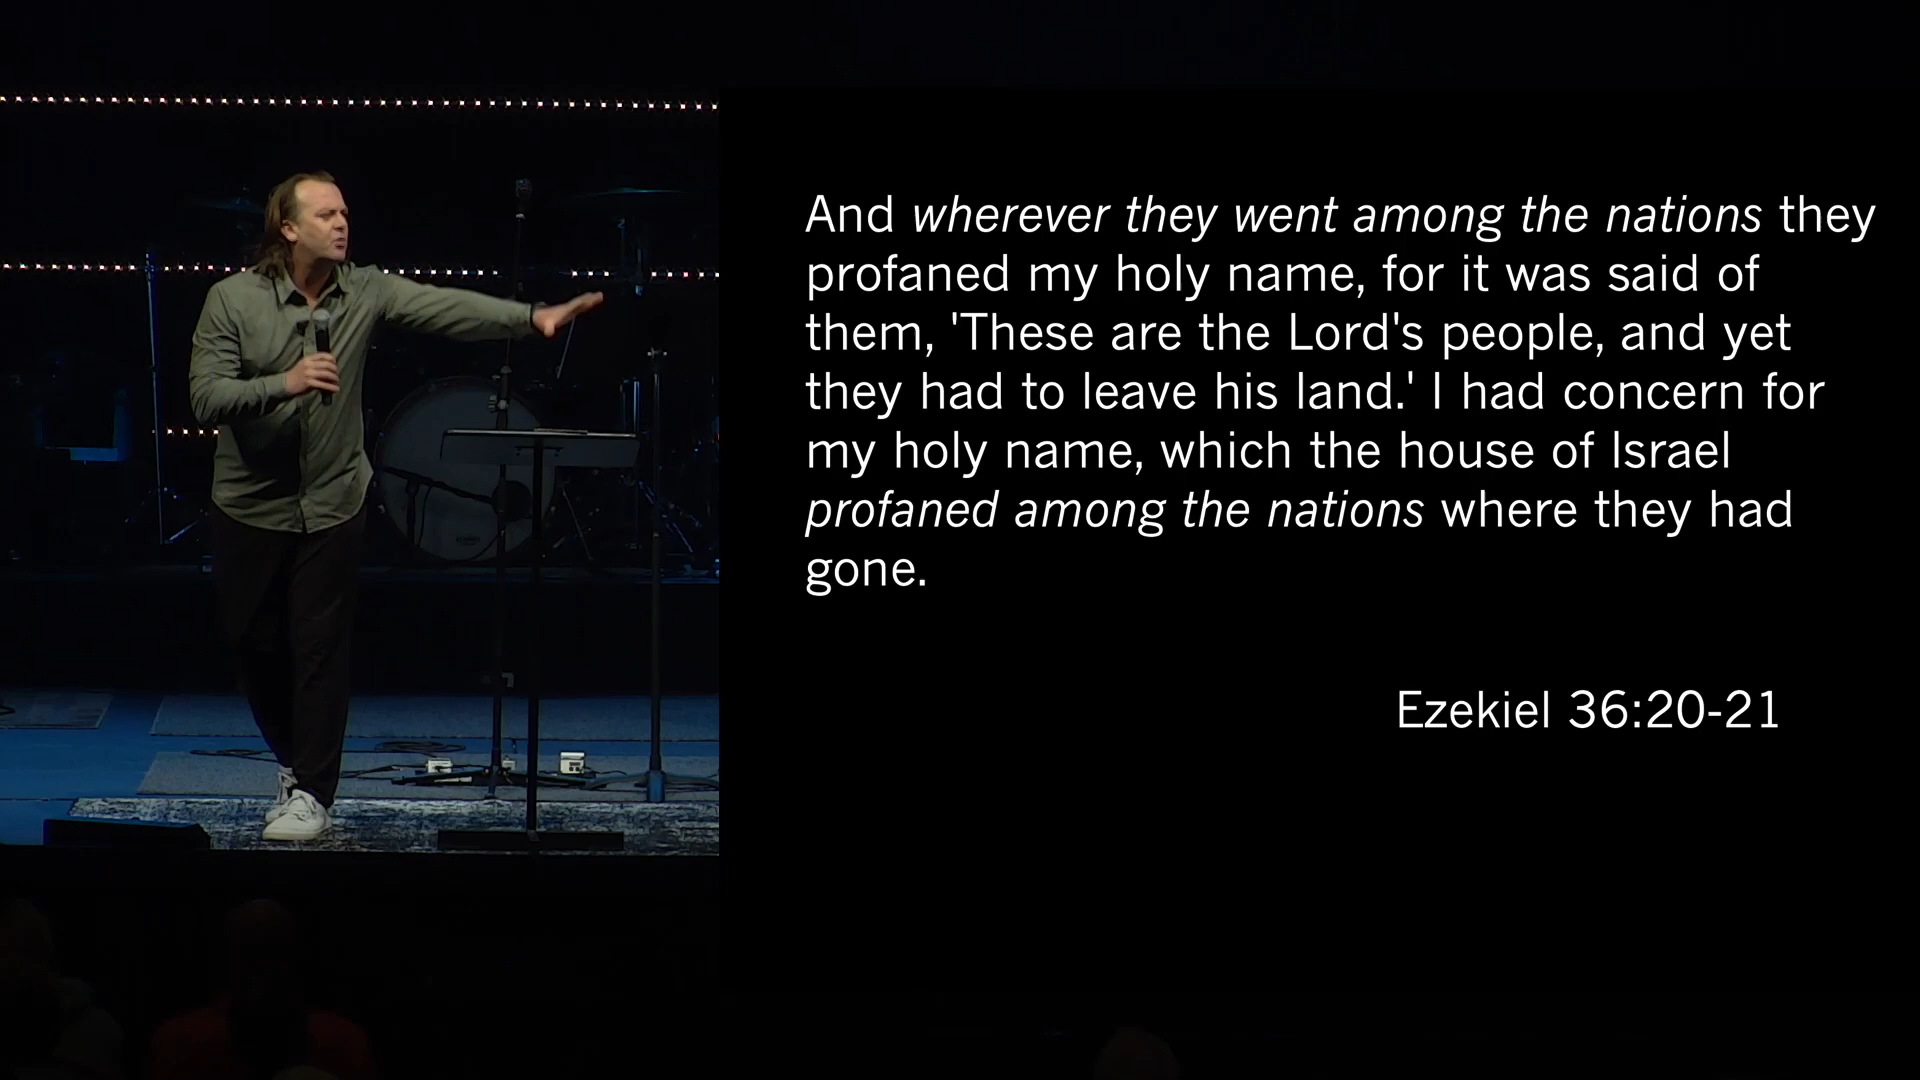 And wherever they went among the nations they
profaned my holy name, for it was said of
them, 'These are the Lord's people, and yet
they had to leave his land.' I had concern for
my holy name, which the house of Israel
profaned among the nations where they had
gone.
Ezekiel 36:20-21